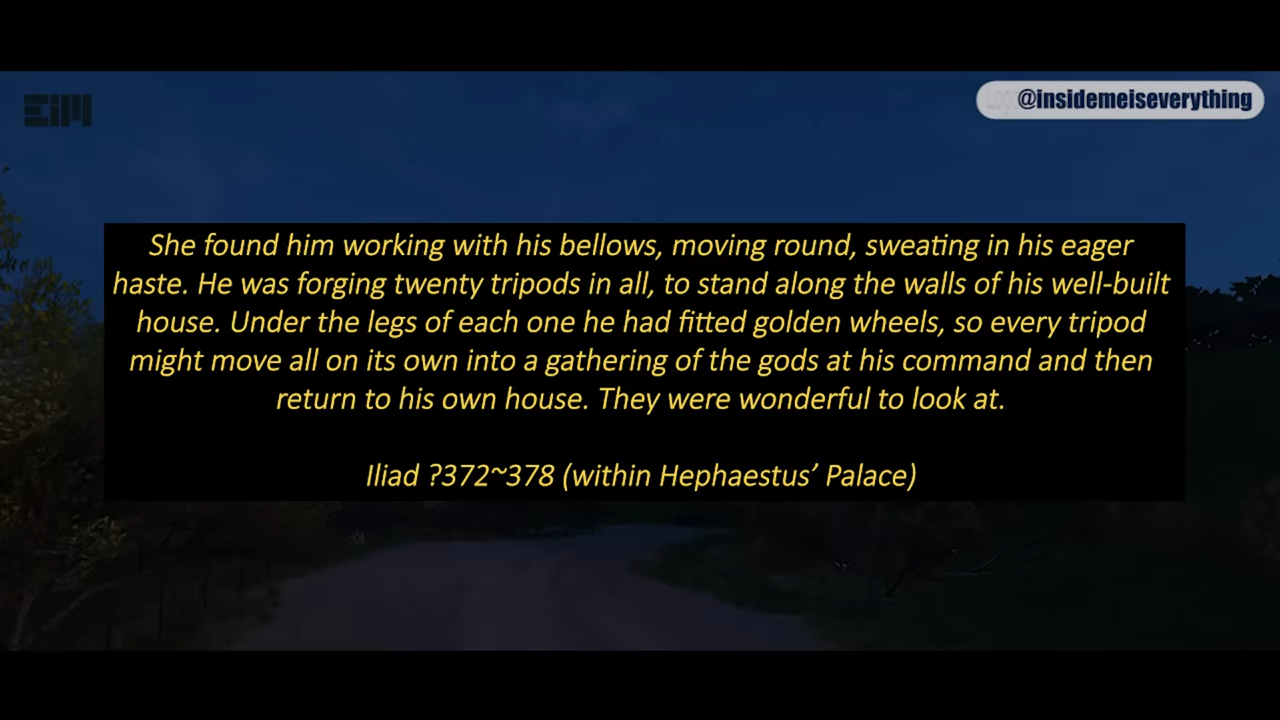 EiM
@insidemeiseverything
She found him working with his bellows, moving round, sweating in his eager
haste. He was forging twenty tripods in all, to stand along the walls of his well-built
house. Under the legs of each one he had fitted golden wheels, so every tripod
might move all on its own into a gathering of the gods at his command and then
return to his own house. They were wonderful to look at.
Iliad ?372~378 (within Hephaestus’ Palace)